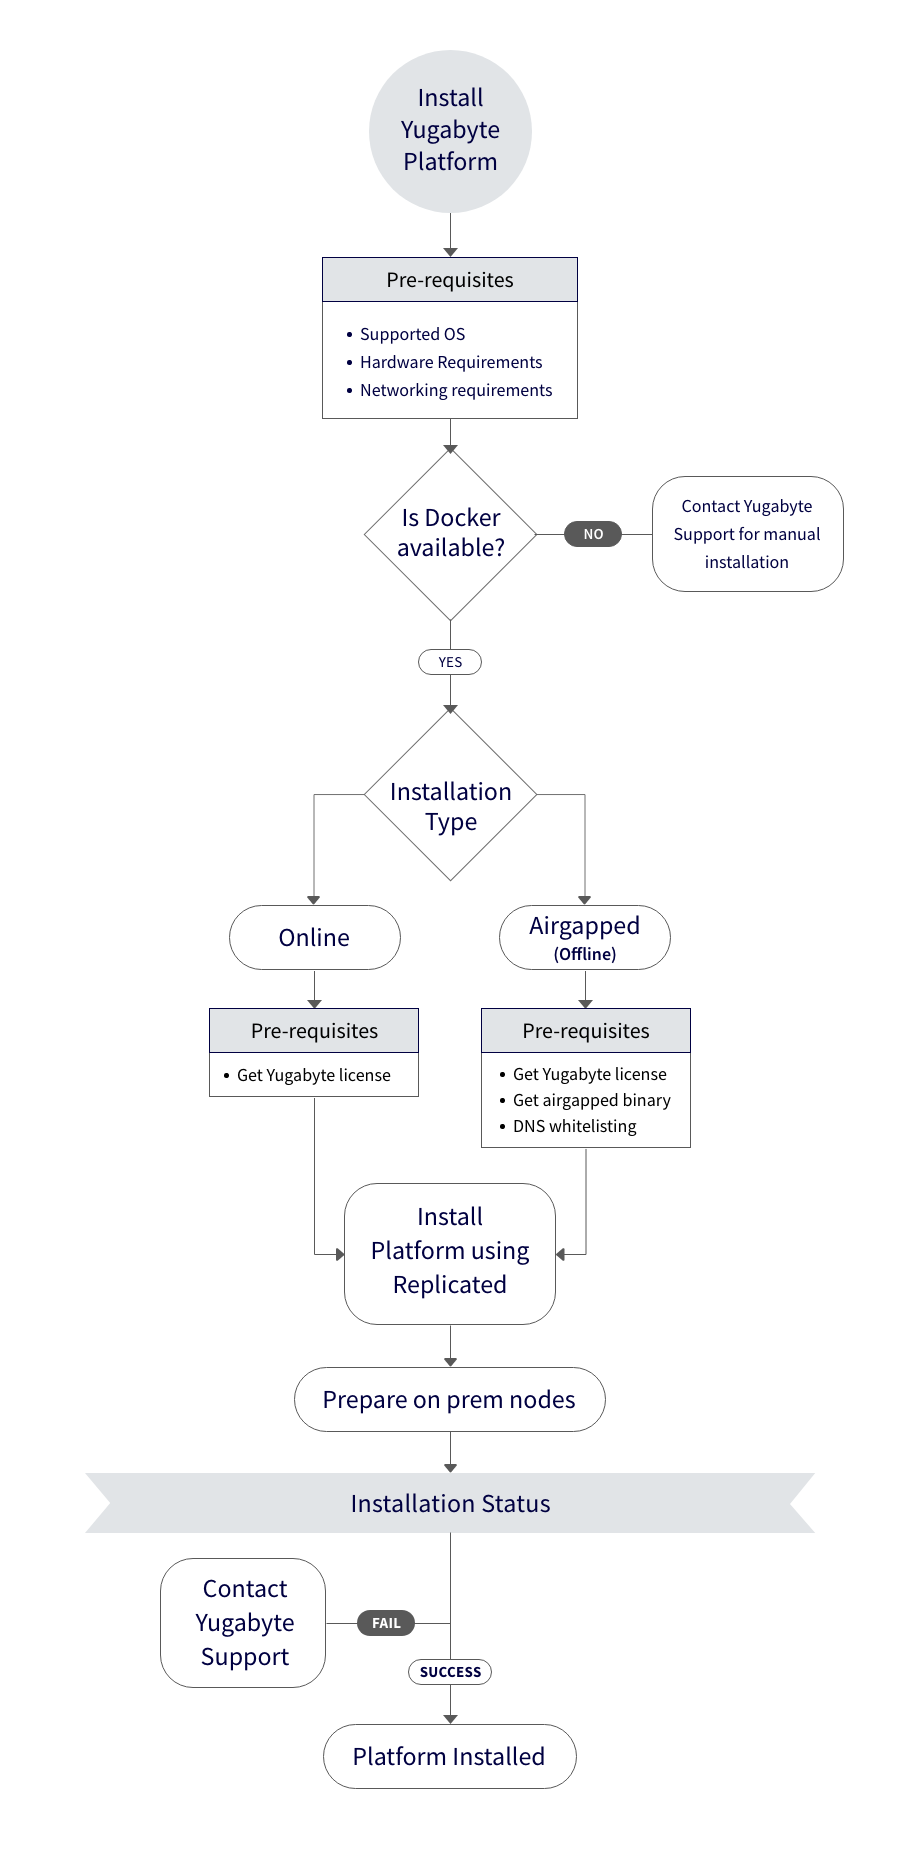 Install
Yugabyte
Platform
Pre-requisites
• Supported OS
• Hardware Requirements
• Networking requirements
Is Docker
available?
NO
Contact Yugabyte
Support for manual
installation
YES
Installation
Type
Online
Airgapped
(Offline)
Pre-requisites
• Get Yugabyte license
Pre-requisites
• Get Yugabyte license
• Get airgapped binary
• DNS whitelisting
Install
Platform using
Replicated
Prepare on prem nodes
Installation Status
Contact
Yugabyte
Support
FAIL
SUCCESS
Platform Installed